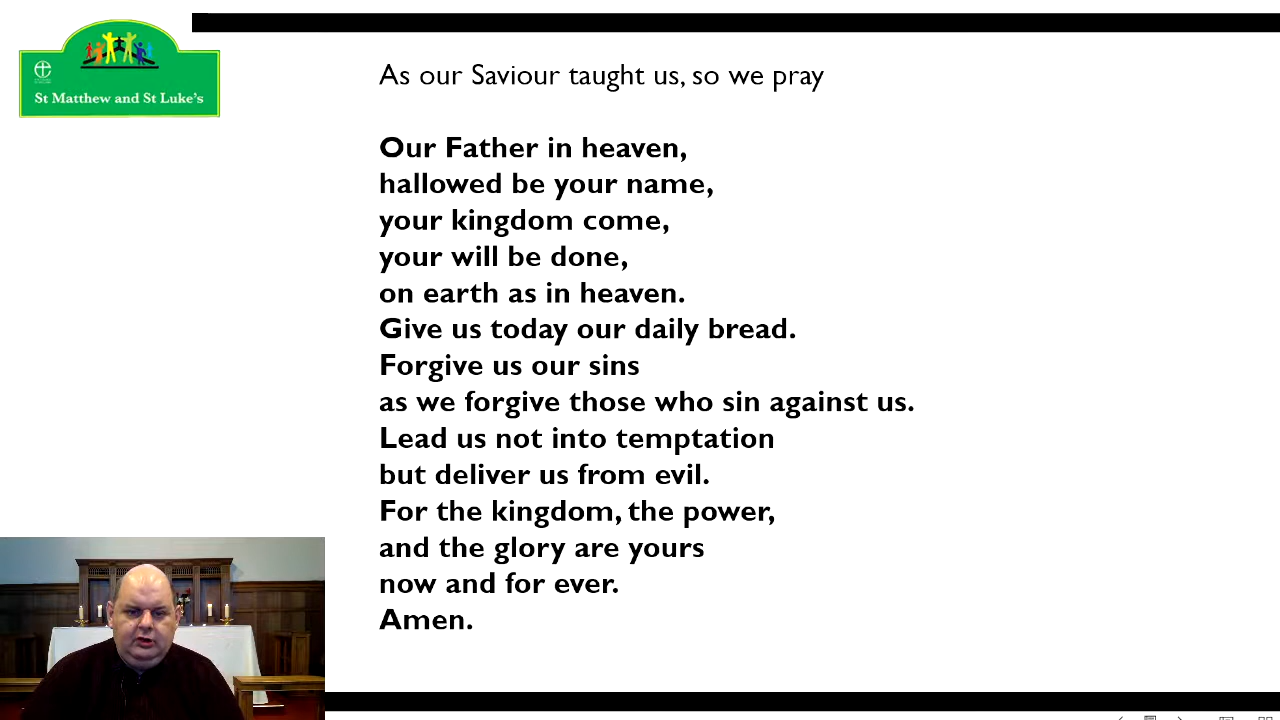 St Matthew and St Luke's
As our Saviour taught us, so we pray
Our Father in heaven,
hallowed be your name,
your kingdom come,
your will be done,
on earth as in heaven.
Give us today our daily bread.
Forgive us our sins
as we forgive those who sin against us.
Lead us not into temptation
but deliver us from evil.
For the kingdom, the power,
and the glory are yours
now and for ever.
Amen.